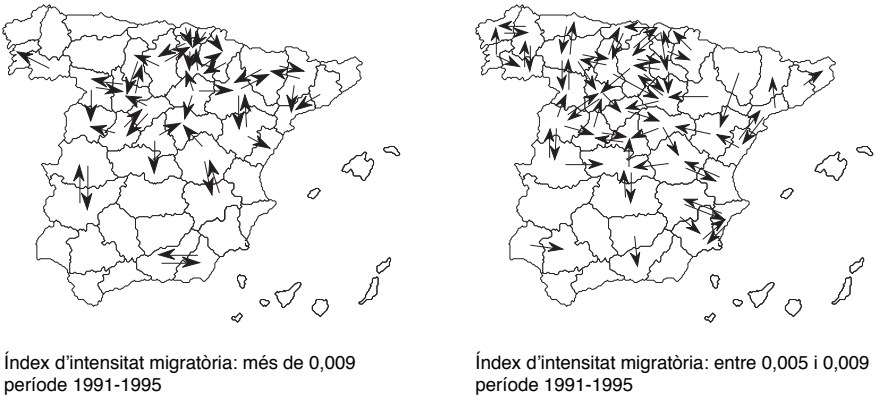 Índex d'intensitat migratòria: més de 0,009
període 1991-1995
Índex d'intensitat migratòria: entre 0,005 i 0,009
període 1991-1995